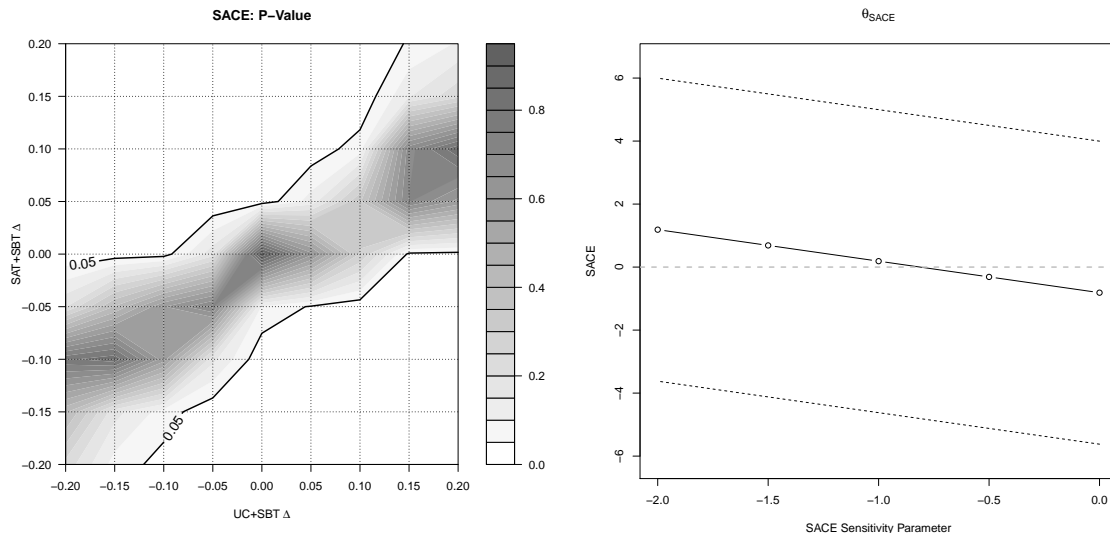 SACE: P−Value
0.20
0.15
0.10
0.05
0.00
−0.05
−0.10
−0.15
−0.20
SAT+SBT Δ
0.05
0.05
−0.20 −0.15 −0.10 −0.05 0.00 0.05 0.10 0.15 0.20
UC+SBT Δ
0.8
0.6
0.4
0.2
0.0
θSACE
6
4
2
0
−2
−4
−6
SACE
−2.0 −1.5 −1.0 −0.5 0.0
SACE Sensitivity Parameter